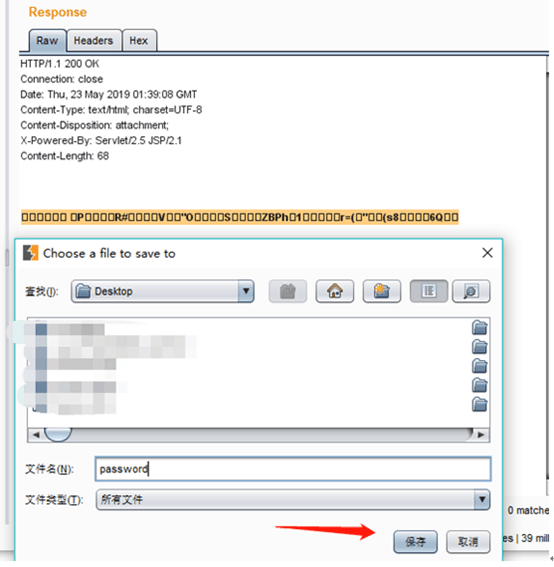 Response
Raw Headers Hex
HTTP/1.1 200 OK
Connection: close
Date: Thu, 23 May 2019 01:39:08 GMT
Content-Type: text/html; charset=UTF-8
Content-Disposition: attachment;
X-Powered-By: Servlet/2.5 JSP/2.1
Content-Length: 68
▯▯▯▯▯▯ ▯P▯▯▯▯R#▯▯▯▯V▯▯"O▯▯▯▯S▯▯▯▯ZBPh▯1▯▯▯▯▯r=(▯"▯▯(s8▯▯▯▯6Q▯▯
Choose a file to save to
查找(I): Desktop
文件名(N): password
文件类型(T): 所有文件
0 matche
保存 取消
es | 39 mill